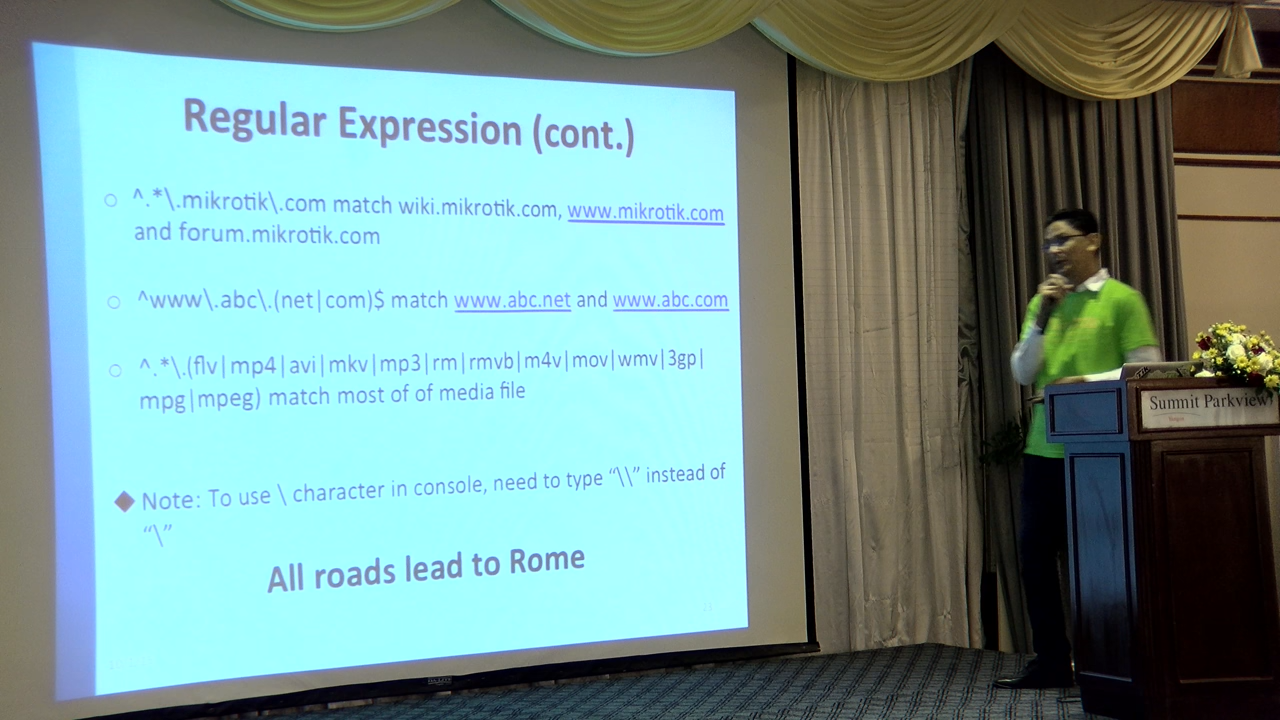 Regular Expression (cont.)
^.*\.mikrotik\.com match wiki.mikrotik.com, www.mikrotik.com
and forum.mikrotik.com
^www\.abc\.(net|com)$ match www.abc.net and www.abc.com
^.*\.(flv|mp4|avi|mkv|mp3|rm|rmvb|m4v|mov|wmv|3gp|
mpg|mpeg) match most of of media file
Note: To use \ character in console, need to type “\\” instead of
“\”
All roads lead to Rome
Summit Parkview